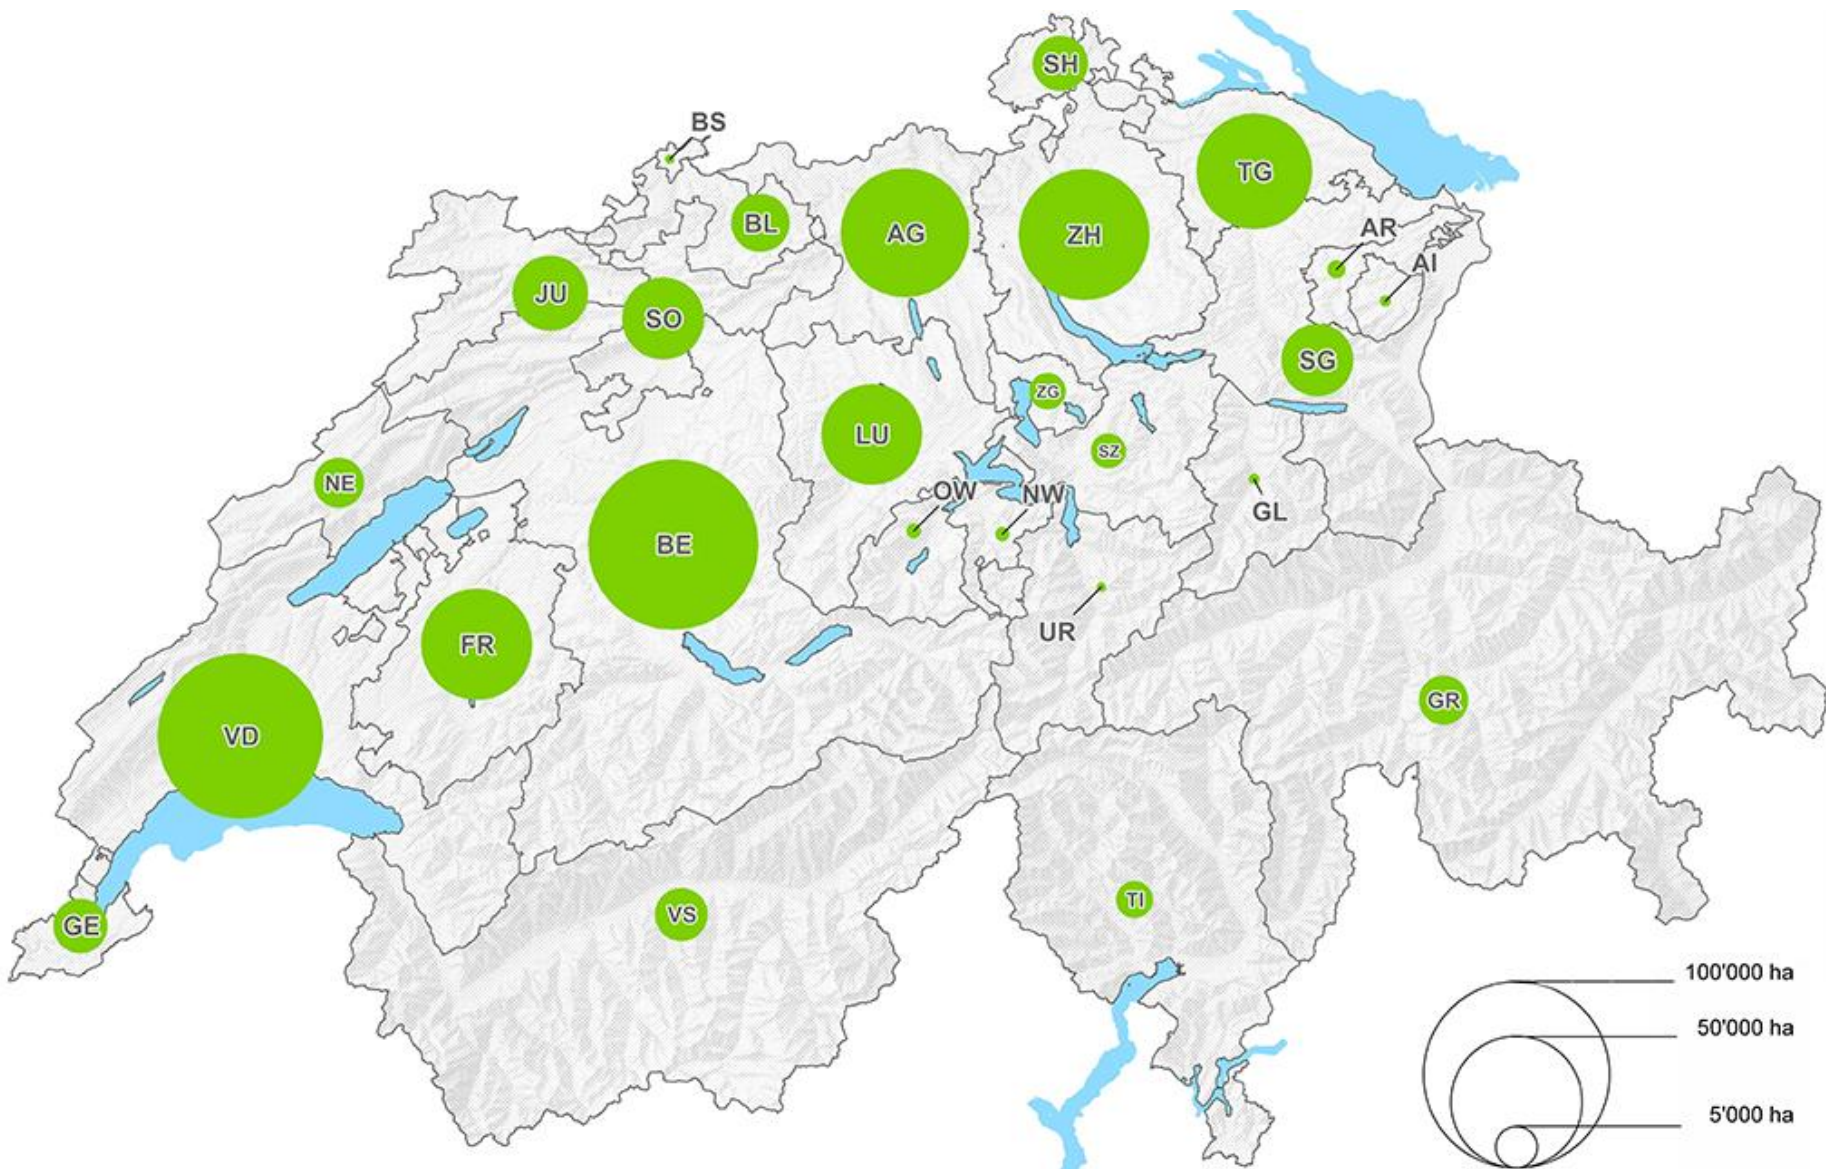 SH
BS
TG
BL
AG
ZH
AR
AI
JU
SO
SG
ZG
LU
SZ
NE
OW
NW
GL
BE
UR
FR
GR
VD
TI
VS
GE
100'000 ha
50'000 ha
5'000 ha